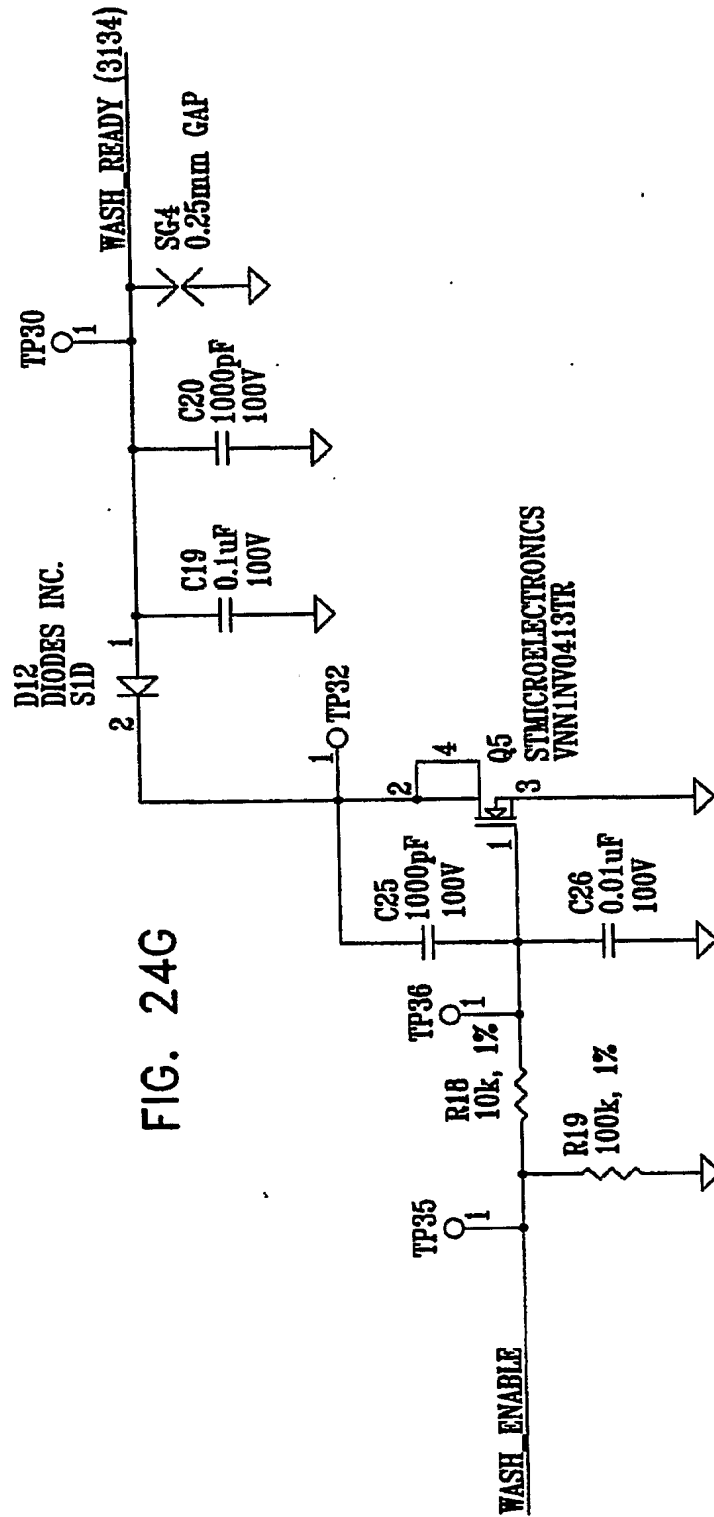 FIG. 24G
WASH_ENABLE
TP35
1
R19
100k, 1%
R18
10k, 1%
TP36
1
C25
1000pF
100V
C26
0.01uF
100V
1
2
4
3
Q5
STMICROELECTRONICS
VNN1NV0413TR
1
TP32
D12
DIODES INC.
S1D
2
1
C19
0.1uF
100V
C20
1000pF
100V
TP30
1
SG4
0.25mm GAP
WASH_READY (3134)